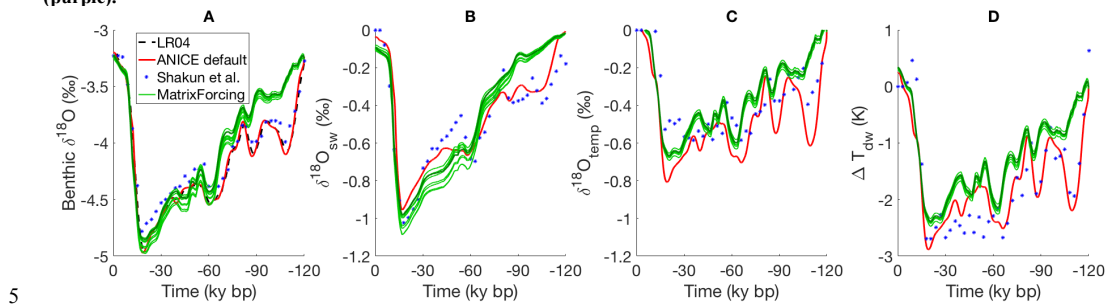 (purple).
A
B
C
D
LR04
ANICE default
Shakun et al.
MatrixForcing
Benthic δ¹⁸O (‰)
-3
-3.5
-4
-4.5
-5
0 -30 -60 -90 -120
Time (ky bp)
δ¹⁸O_sw (‰)
0
-0.2
-0.4
-0.6
-0.8
-1
-1.2
0 -30 -60 -90 -120
Time (ky bp)
δ¹⁸O_temp (‰)
0
-0.2
-0.4
-0.6
-0.8
-1
-1.2
0 -30 -60 -90 -120
Time (ky bp)
Δ T_dw (K)
1
0
-1
-2
-3
0 -30 -60 -90 -120
Time (ky bp)
5